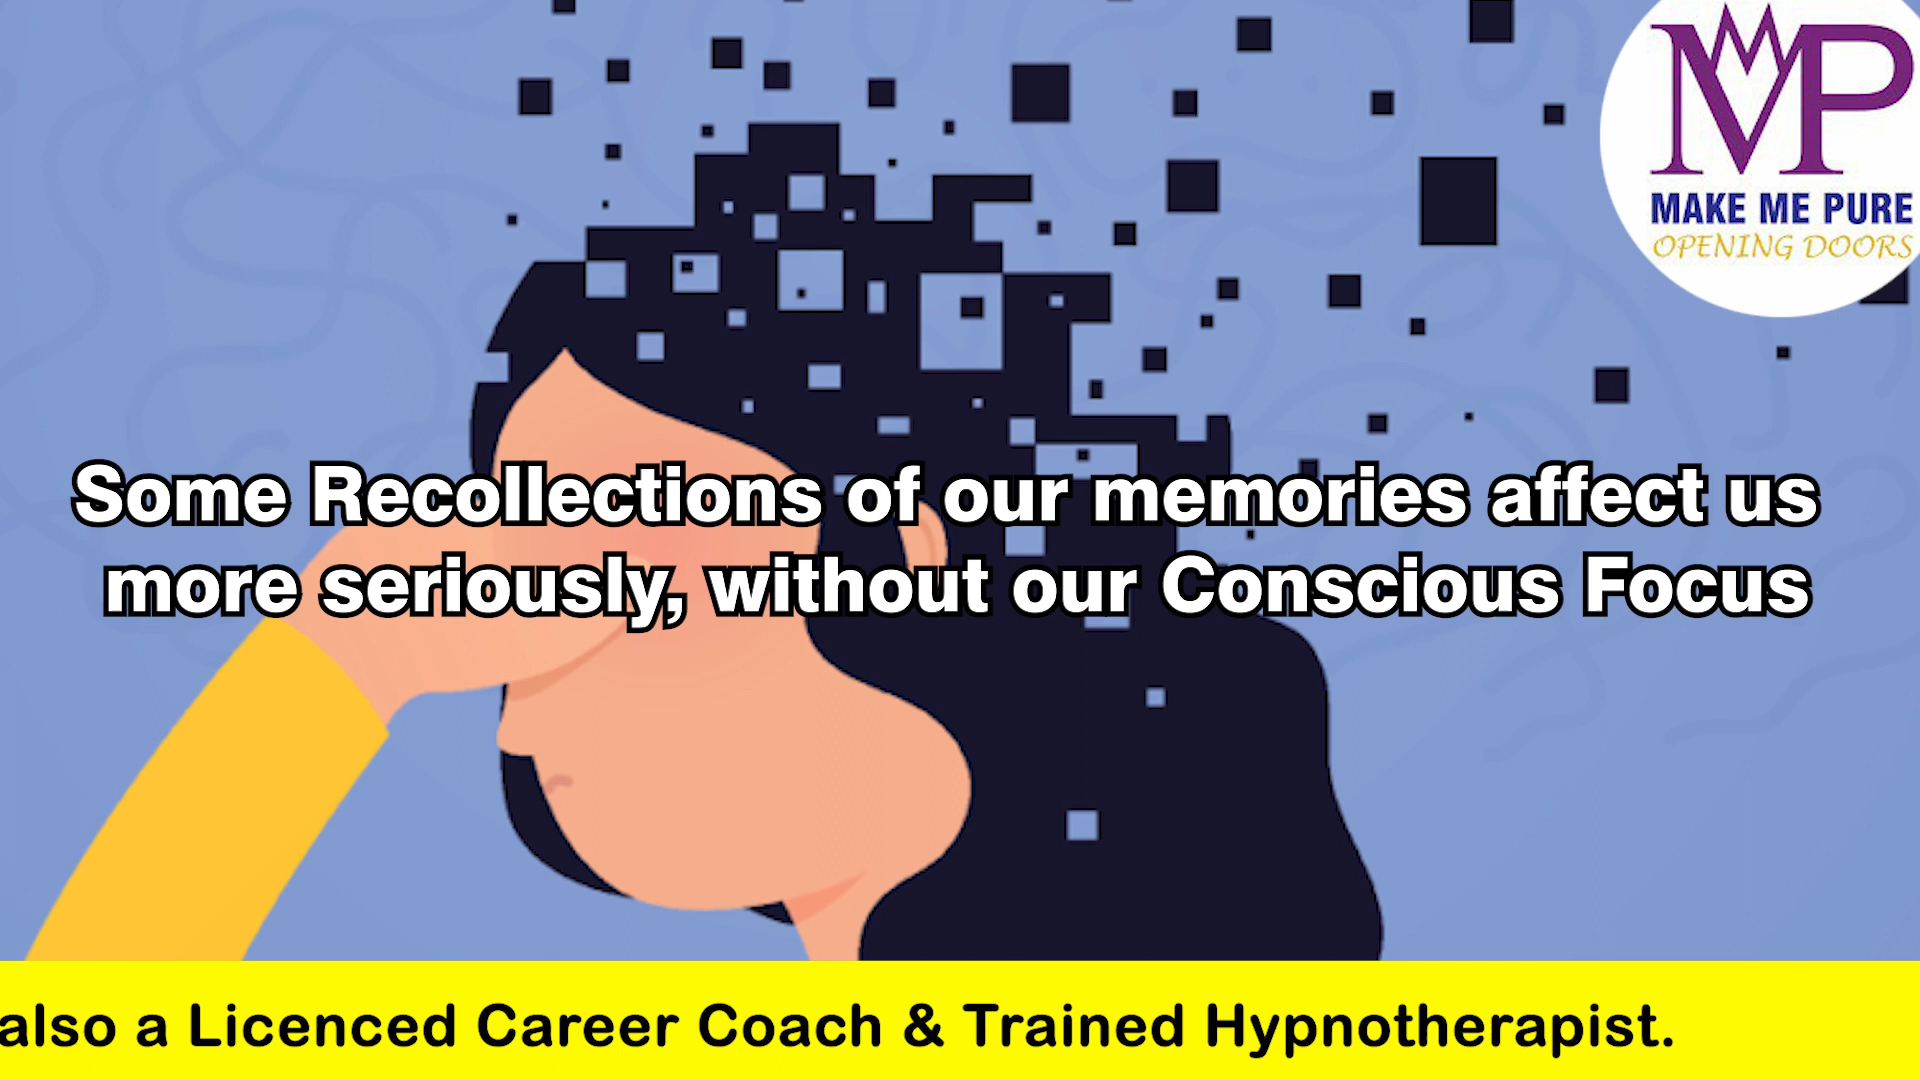 MP
MAKE ME PURE
OPENING DOORS
Some Recollections of our memories affect us
more seriously, without our Conscious Focus
also a Licenced Career Coach & Trained Hypnotherapist.